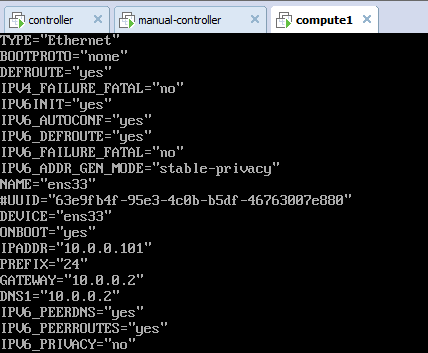 controller
manual-controller
compute1
TYPE="Ethernet"
BOOTPROTO="none"
DEFROUTE="yes"
IPV4_FAILURE_FATAL="no"
IPV6INIT="yes"
IPV6_AUTOCONF="yes"
IPV6_DEFROUTE="yes"
IPV6_FAILURE_FATAL="no"
IPV6_ADDR_GEN_MODE="stable-privacy"
NAME="ens33"
#UUID="63e9fb4f-95e3-4c0b-b5df-46763007e880"
DEVICE="ens33"
ONBOOT="yes"
IPADDR="10.0.0.101"
PREFIX="24"
GATEWAY="10.0.0.2"
DNS1="10.0.0.2"
IPV6_PEERDNS="yes"
IPV6_PEERROUTES="yes"
IPV6_PRIVACY="no"